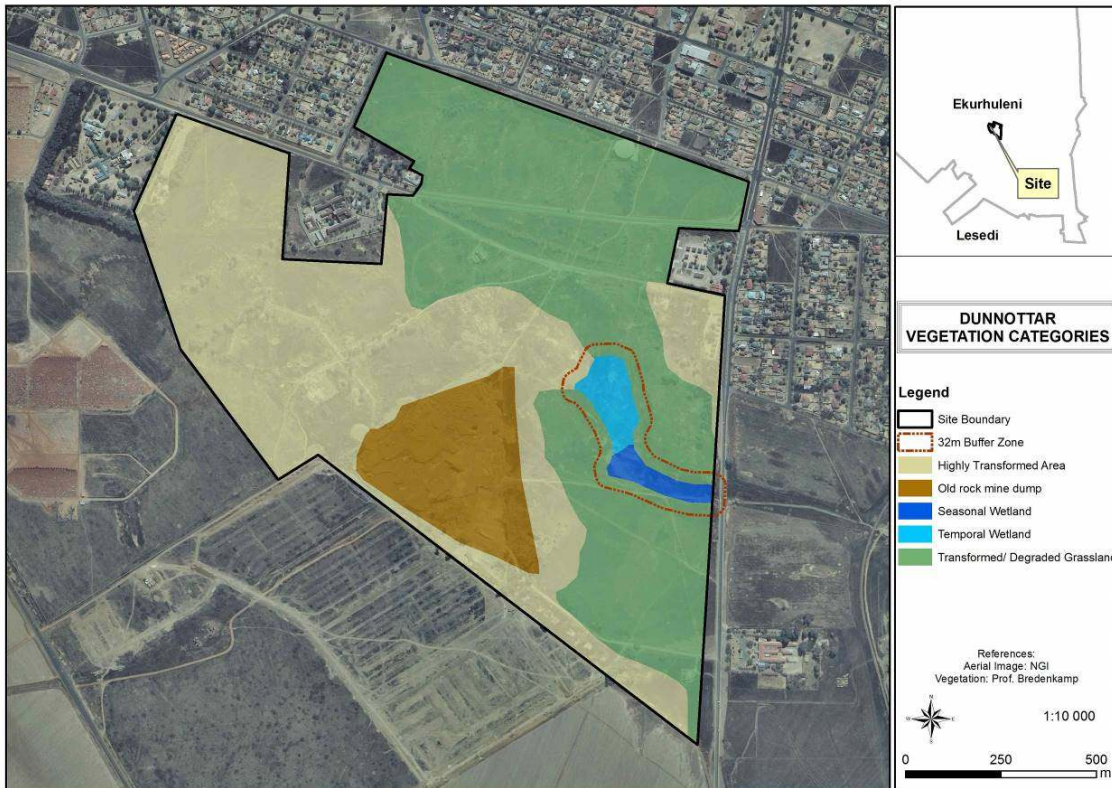 Ekurhuleni
Site
Lesedi
DUNNOTTAR
VEGETATION CATEGORIES
Legend
Site Boundary
32m Buffer Zone
Highly Transformed Area
Old rock mine dump
Seasonal Wetland
Temporal Wetland
Transformed/ Degraded Grassland
References:
Aerial Image: NGI
Vegetation: Prof. Bredenkamp
N
W E
S
1:10 000
0 250 500
m